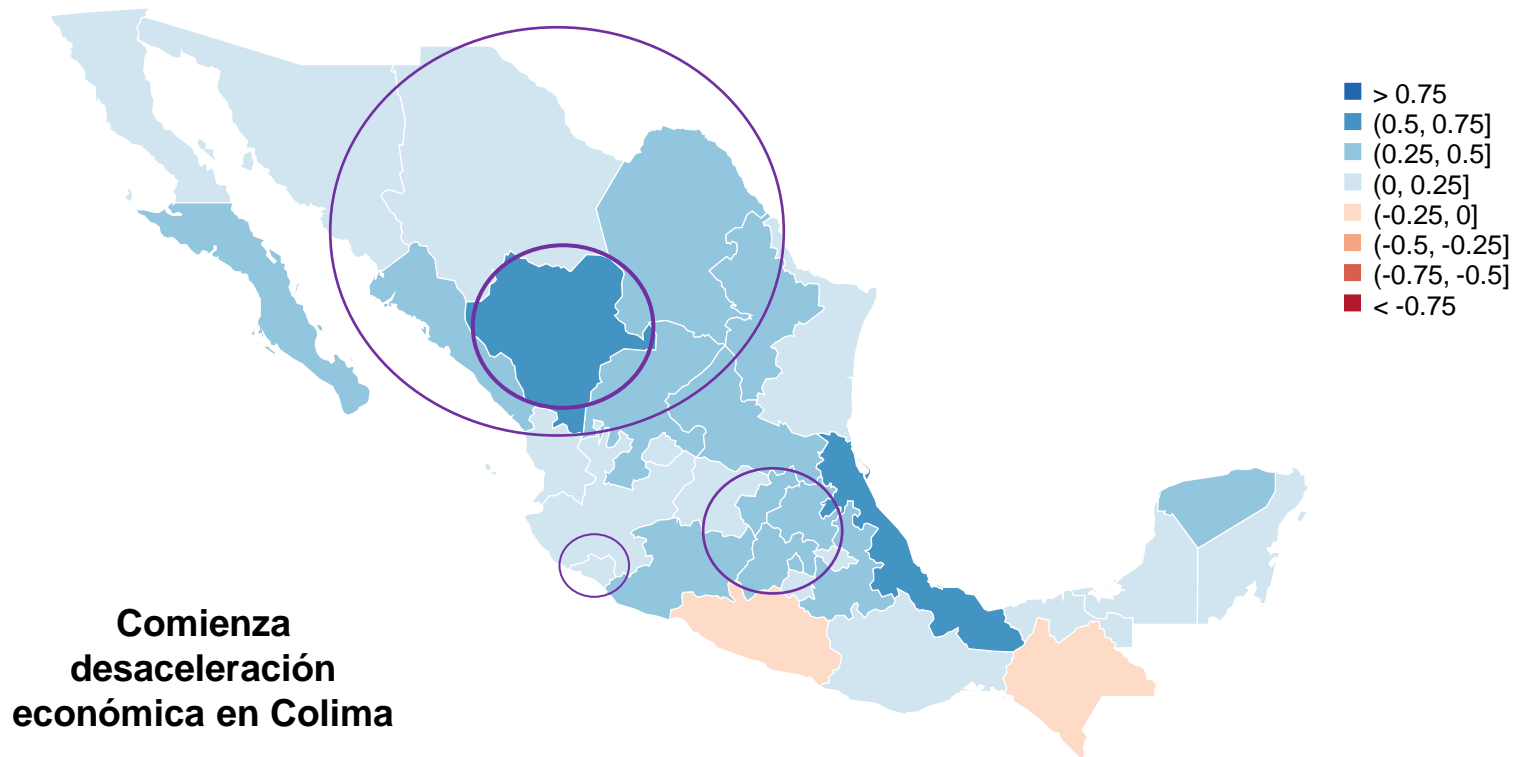 > 0.75
(0.5, 0.75]
(0.25, 0.5]
(0, 0.25]
(-0.25, 0]
(-0.5, -0.25]
(-0.75, -0.5]
< -0.75
Comienza
desaceleración
económica en Colima